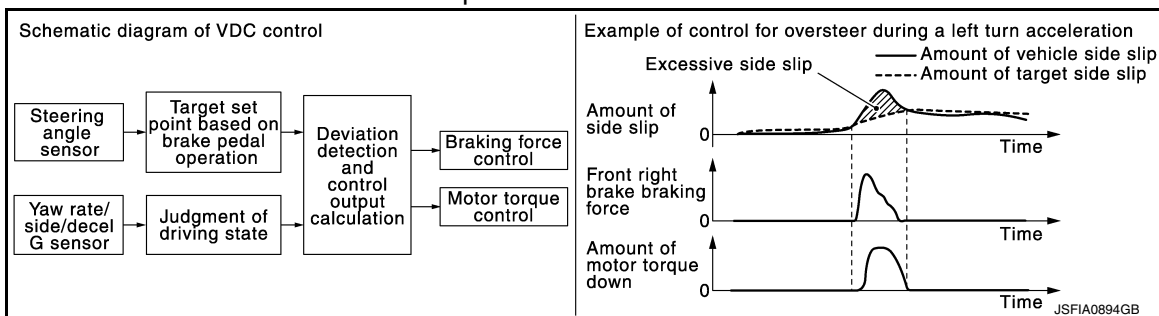 Schematic diagram of VDC control
Steering
angle
sensor
Target set
point based on
brake pedal
operation
Yaw rate/
side/decel
G sensor
Judgment of
driving state
Deviation
detection
and
control
output
calculation
Braking force
control
Motor torque
control
Example of control for oversteer during a left turn acceleration
Amount of vehicle side slip
Amount of target side slip
Excessive side slip
Amount of
side slip
0
Time
Front right
brake braking
force
0
Time
Amount of
motor torque
down
0
Time
JSFIA0894GB